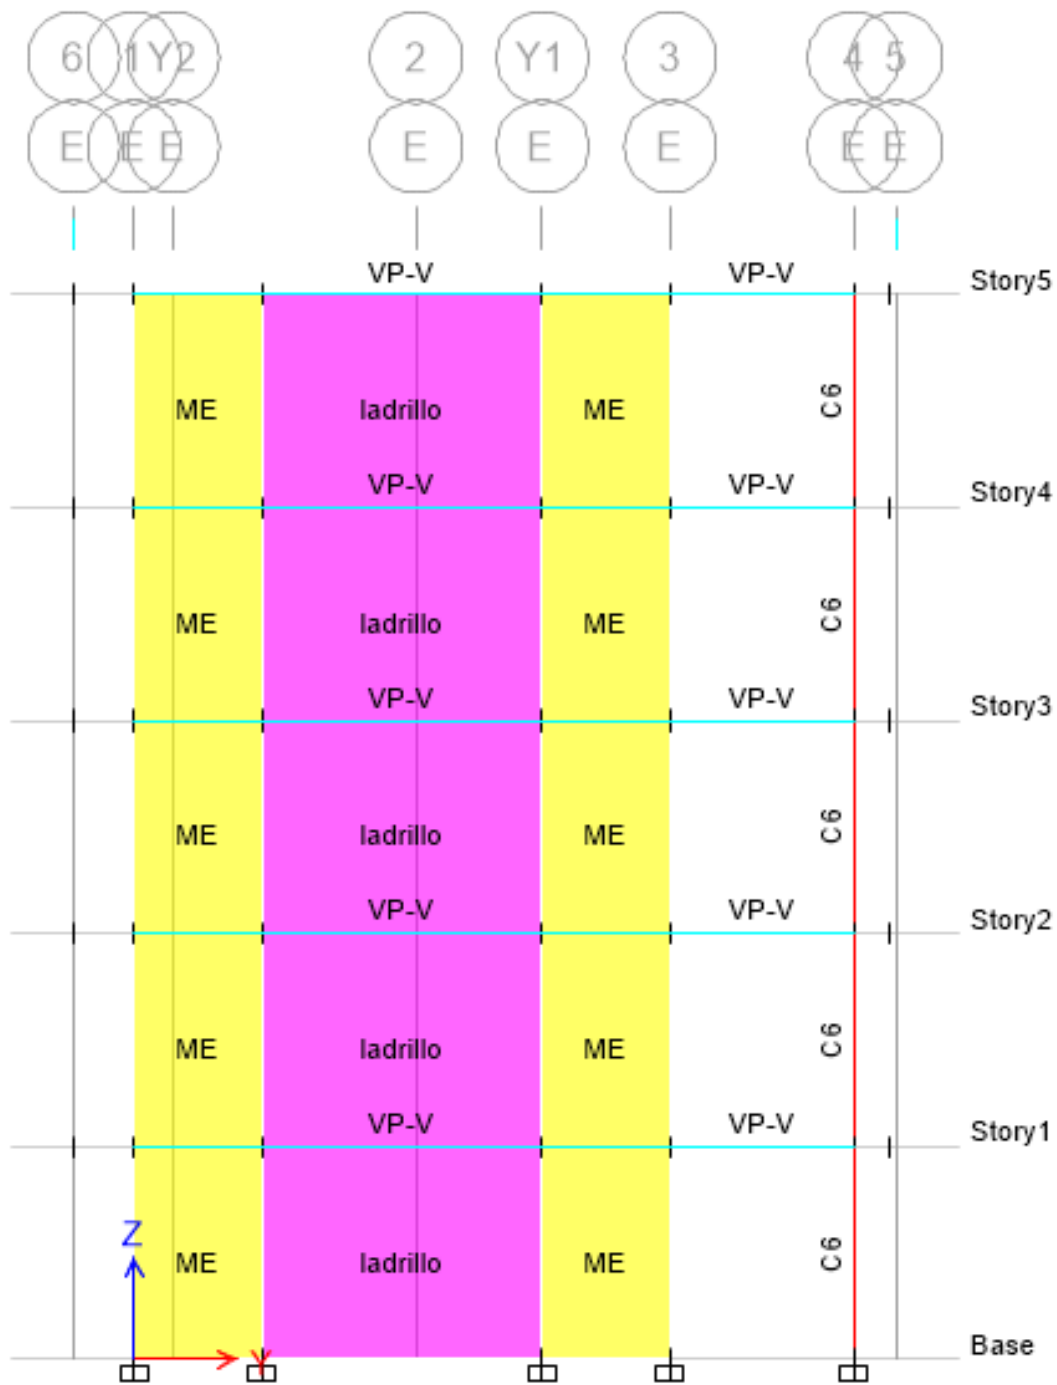 6 1 Y2 2 Y1 3 4 5
E E E E E E E E
VP-V VP-V Story5
ME ladrillo ME C6
VP-V VP-V Story4
ME ladrillo ME C6
VP-V VP-V Story3
ME ladrillo ME C6
VP-V VP-V Story2
ME ladrillo ME C6
VP-V VP-V Story1
Z
ME ladrillo ME C6
Y Base